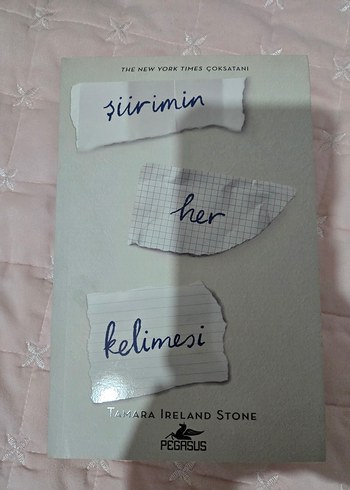 THE NEW YORK TIMES ÇOKSATANI
şiirimin
her
kelimesi
TAMARA IRELAND STONE
PEGASUS